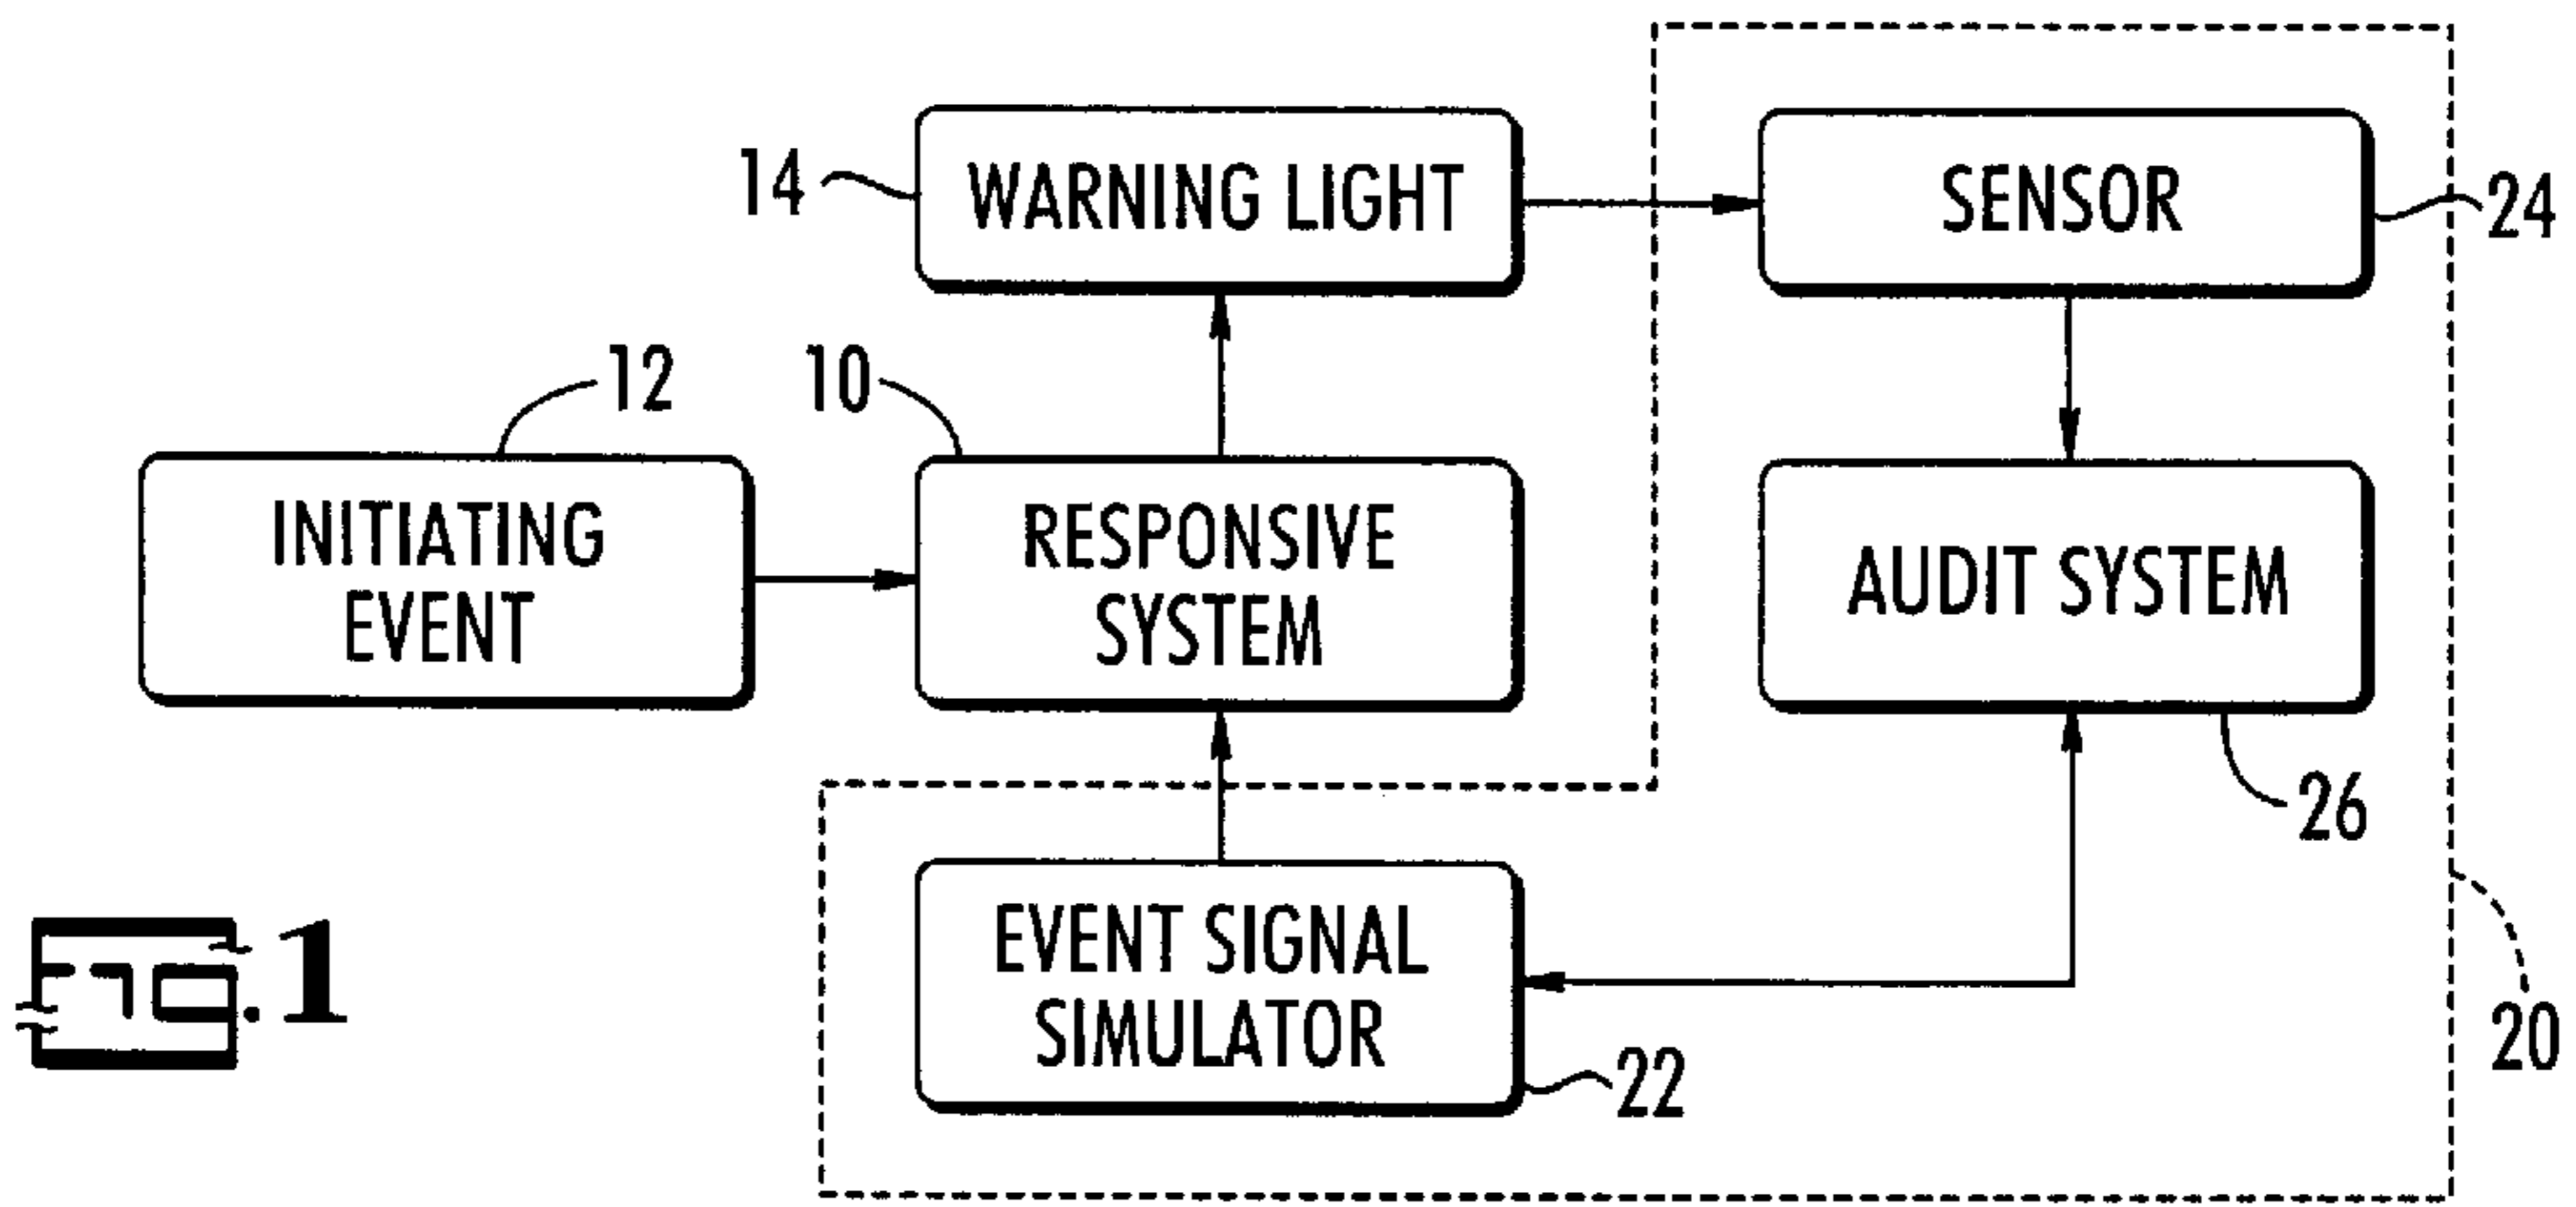 14
WARNING LIGHT
SENSOR
24
12
10
INITIATING
EVENT
RESPONSIVE
SYSTEM
AUDIT SYSTEM
26
EVENT SIGNAL
SIMULATOR
22
20
FIG.1